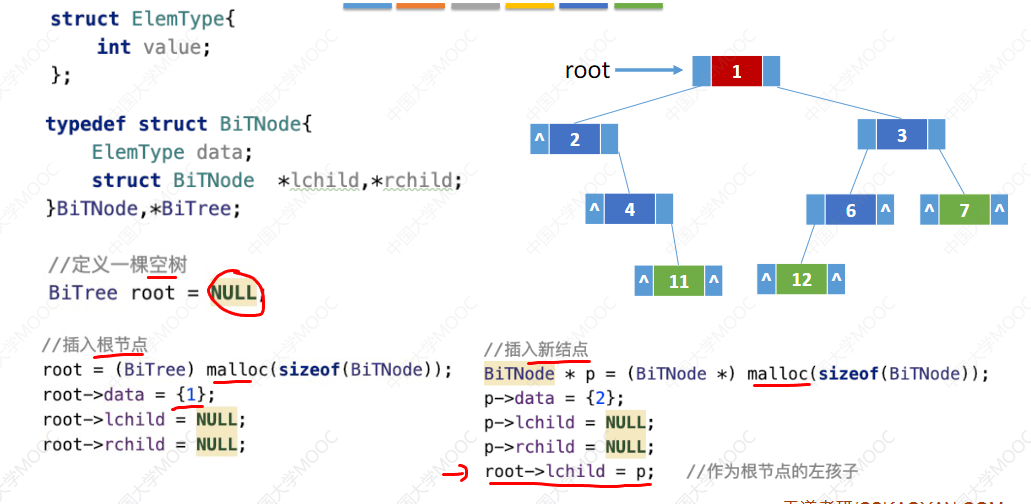 struct ElemType{
int value;
};
typedef struct BiTNode{
ElemType data;
struct BiTNode *lchild,*rchild;
}BiTNode,*BiTree;
//定义一棵空树
BiTree root = NULL;
//插入根节点
root = (BiTree) malloc(sizeof(BiTNode));
root->data = {1};
root->lchild = NULL;
root->rchild = NULL;
root
1
^ 2
3
^ 4
6 ^
^ 7 ^
^ 11 ^
^ 12 ^
//插入新结点
BiTNode * p = (BiTNode *) malloc(sizeof(BiTNode));
p->data = {2};
p->lchild = NULL;
p->rchild = NULL;
root->lchild = p; //作为根节点的左孩子
中国大学MOOC